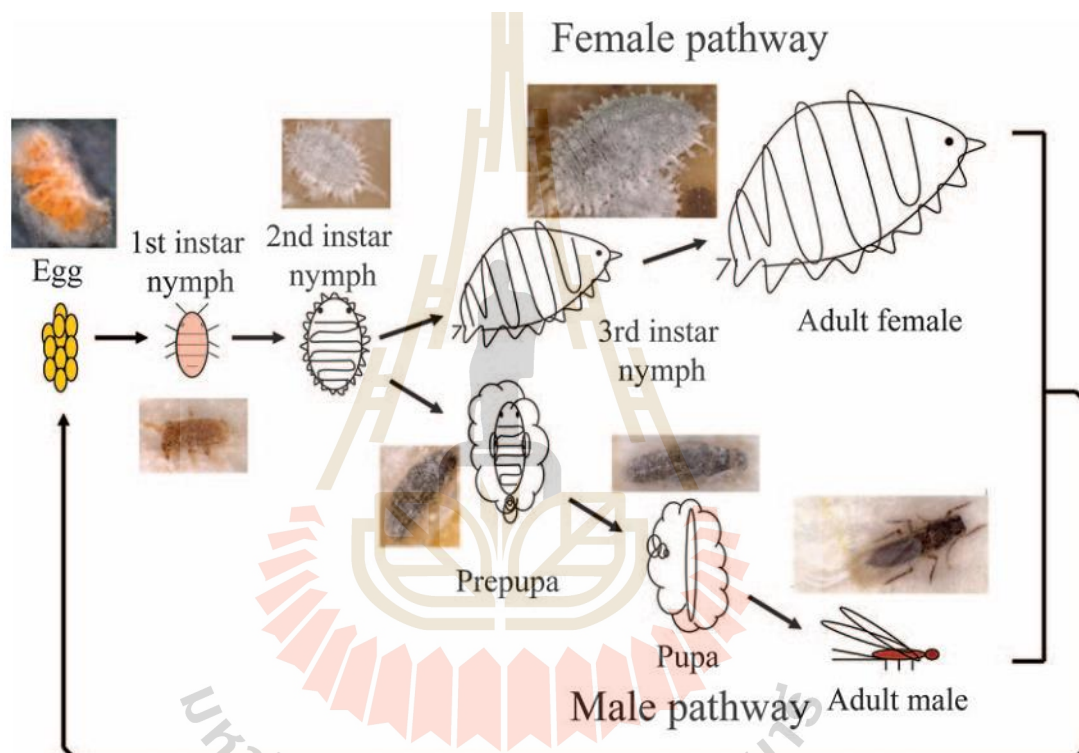 Female pathway
Egg
1st instar
nymph
2nd instar
nymph
3rd instar
nymph
Adult female
Prepupa
Pupa
Adult male
Male pathway